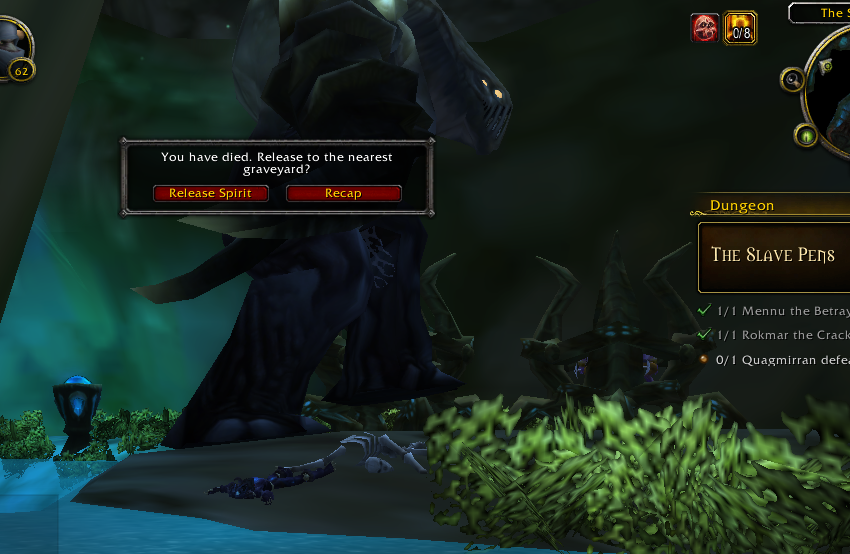 62
0/8
The S
You have died. Release to the nearest
graveyard?
Release Spirit
Recap
Dungeon
The Slave Pens
1/1 Mennu the Betray
1/1 Rokmar the Crack
0/1 Quagmirran defea